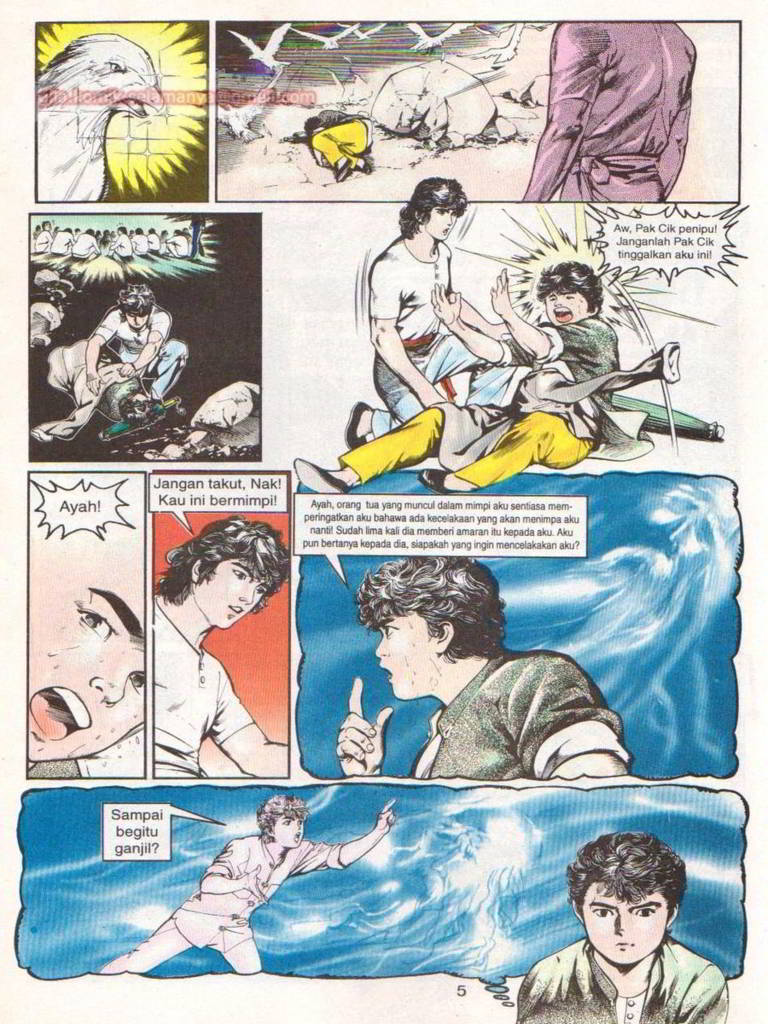 Aw, Pak Cik penipu!
Janganlah Pak Cik
tinggalkan aku ini!
Ayah!
Jangan takut, Nak!
Kau ini bermimpi!
Ayah, orang tua yang muncul dalam mimpi aku sentiasa mem-
peringatkan aku bahawa ada kecelakaan yang akan menimpa aku
nanti! Sudah lima kali dia memberi amaran itu kepada aku. Aku
pun bertanya kepada dia, siapakah yang ingin mencelakakan aku?
Sampai
begitu
ganjil?
5